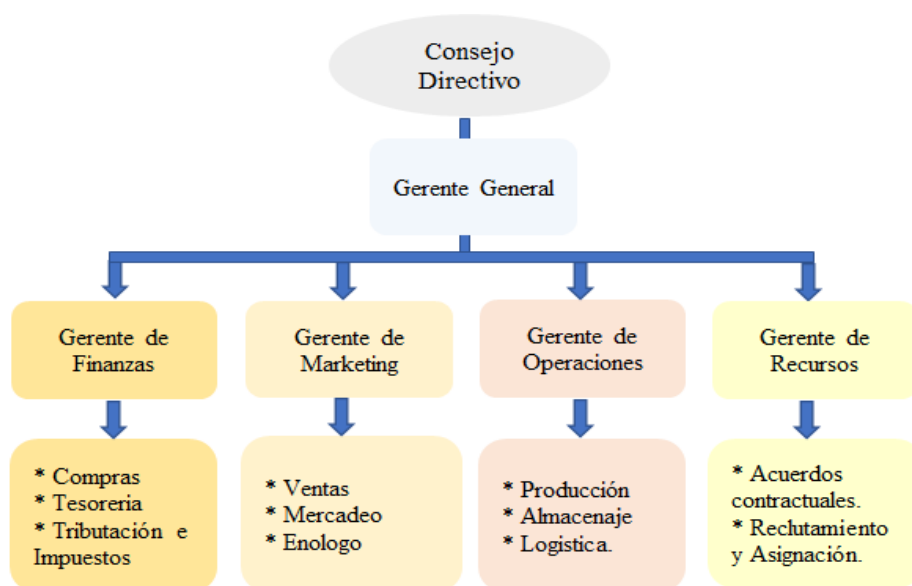 Consejo
Directivo
Gerente General
Gerente de
Finanzas
Gerente de
Marketing
Gerente de
Operaciones
Gerente de
Recursos
* Compras
* Tesoreria
* Tributación e
Impuestos
* Ventas
* Mercadeo
* Enologo
* Producción
* Almacenaje
* Logistica.
* Acuerdos
contractuales.
* Reclutamiento
y Asignación.